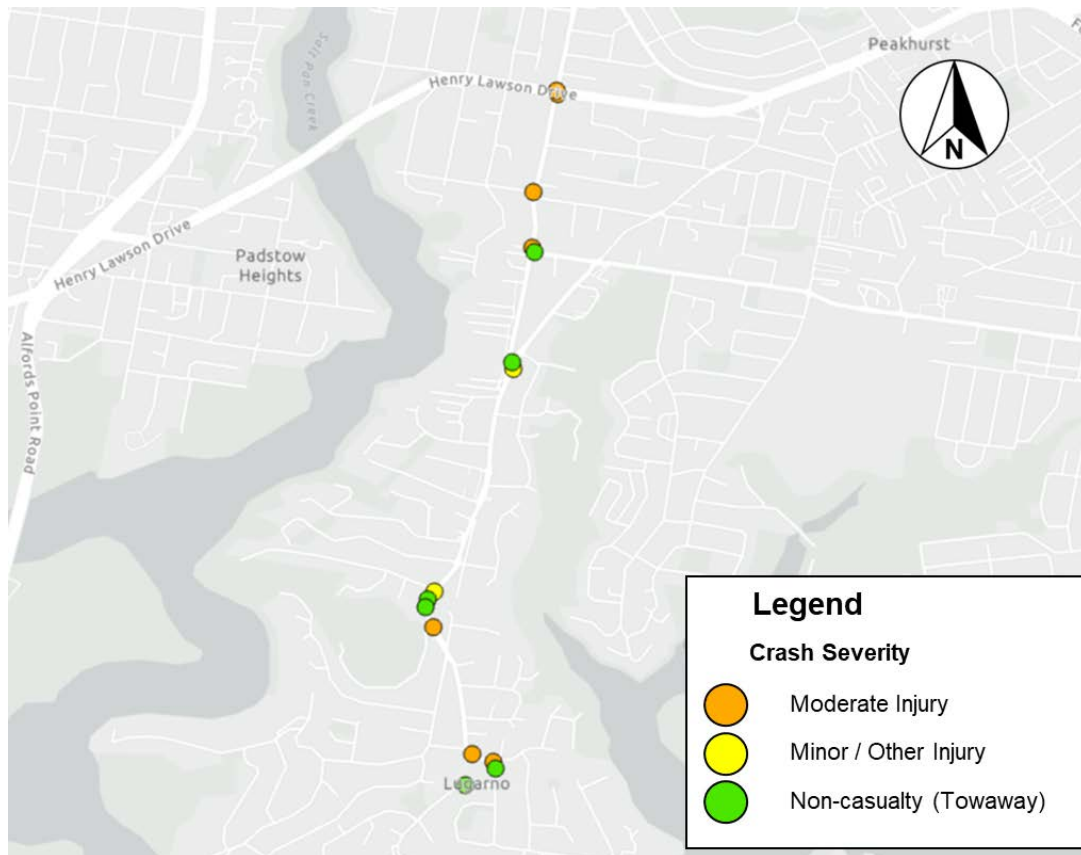 Salt Pan Creek
Peakhurst
Henry Lawson Drive
N
Padstow
Heights
Henry Lawson Drive
Alfords Point Road
Lugarno
Legend
Crash Severity
Moderate Injury
Minor / Other Injury
Non-casualty (Towaway)